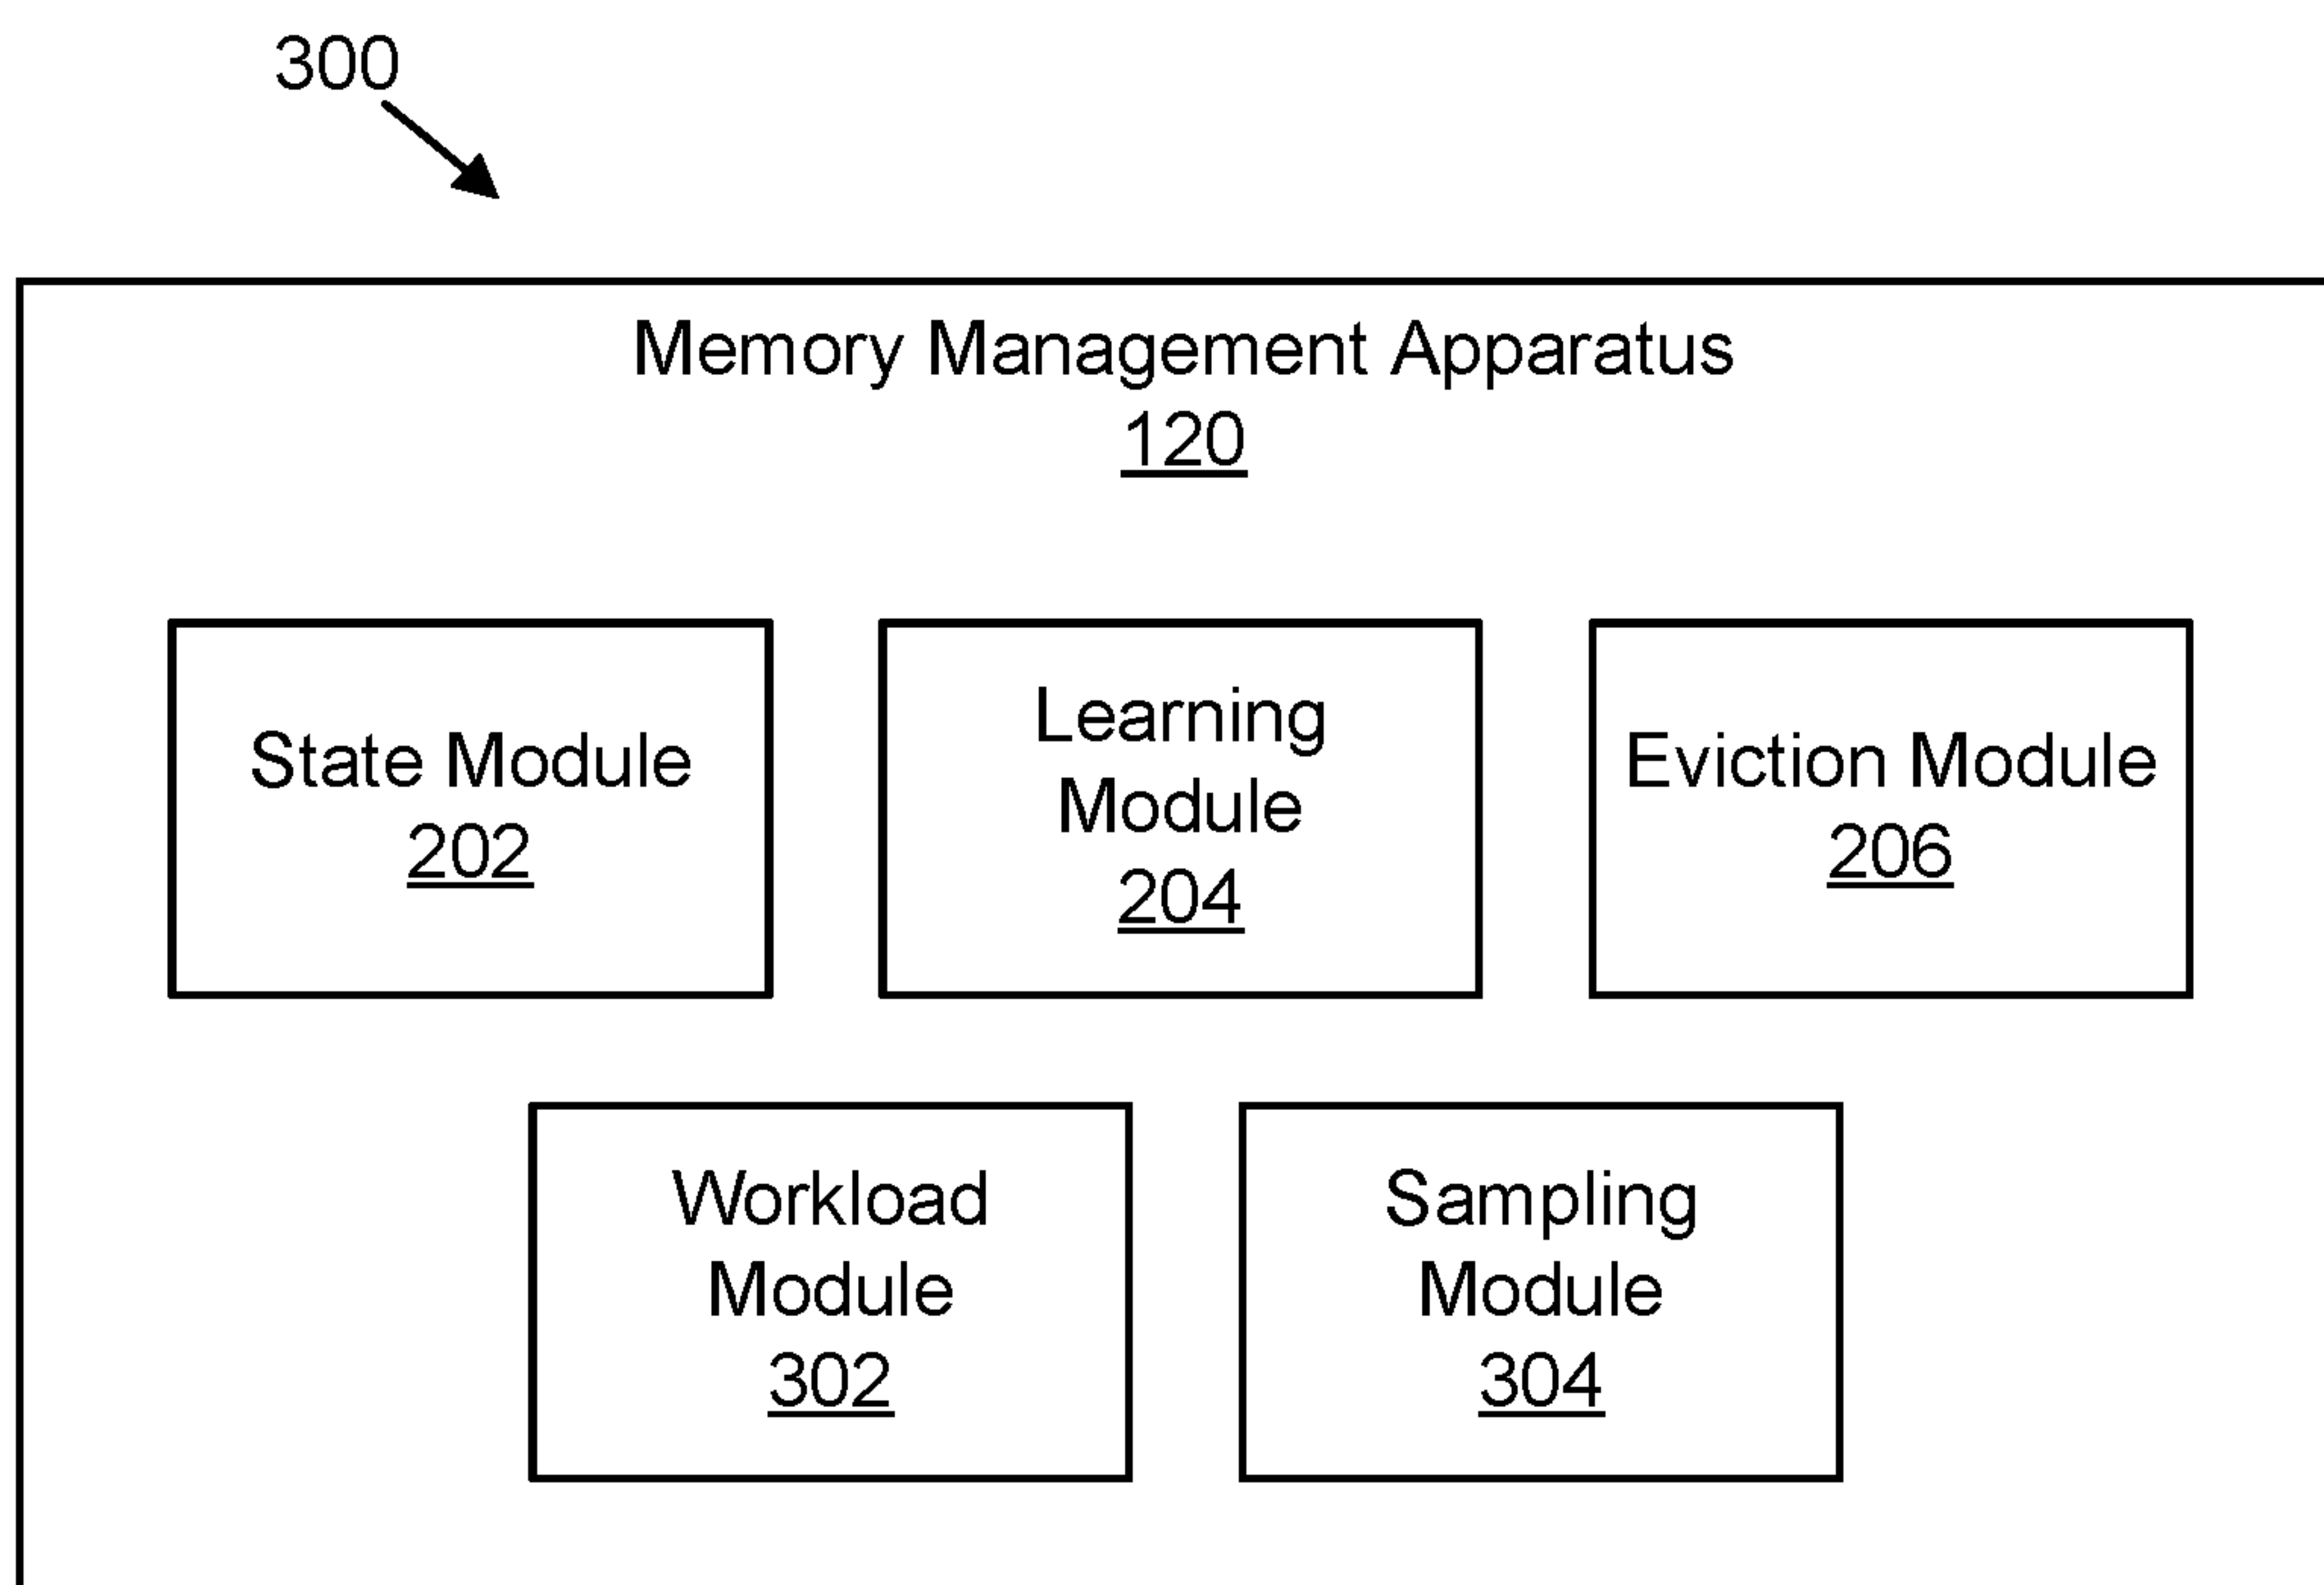 300
Memory Management Apparatus
120
State Module
202
Learning
Module
204
Eviction Module
206
Workload
Module
302
Sampling
Module
304